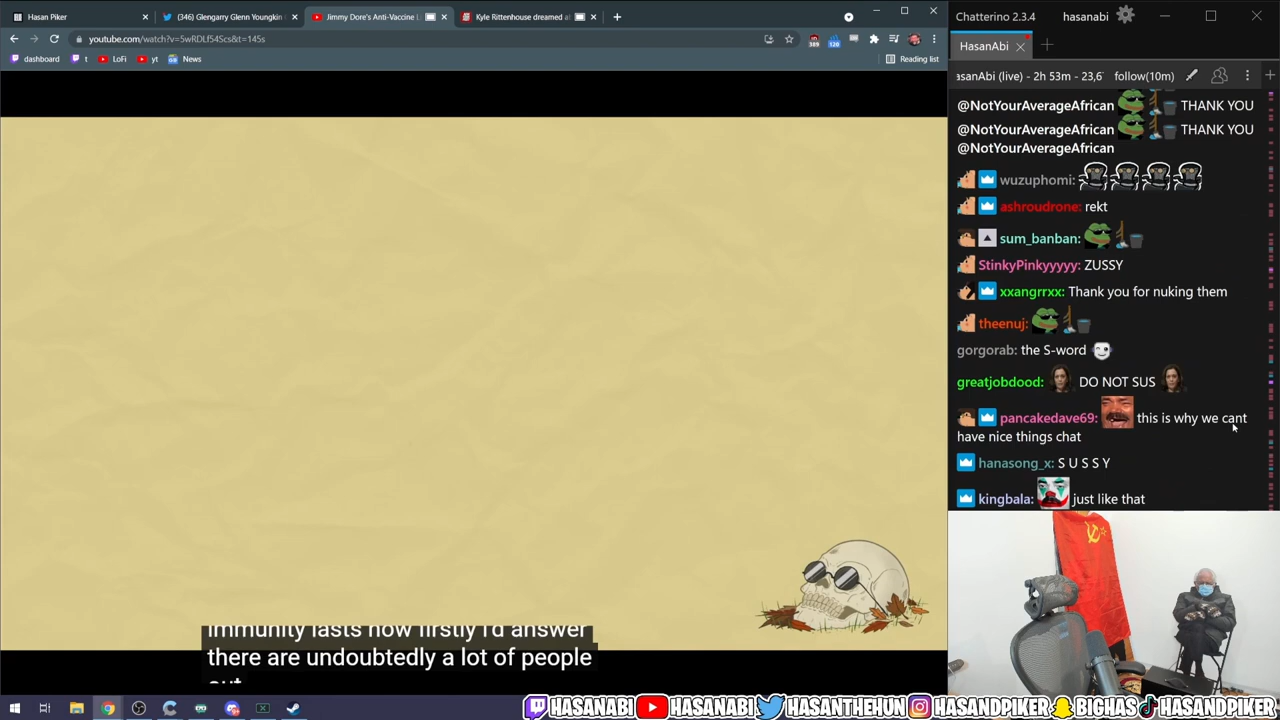 Hasan Piker
(346) Glengarry Glenn Youngkin
Jimmy Dore's Anti-Vaccine
Kyle Rittenhouse dreamed a
youtube.com/watch?v=5wRDLf54Scs&t=145s
389
120
dashboard
t
LoFi
yt
News
Reading list
immunity lasts now firstly i'd answer
there are undoubtedly a lot of people
out
Chatterino 2.3.4
hasanabi
HasanAbi
asanAbi (live) - 2h 53m - 23,6
follow(10m)
@NotYourAverageAfrican THANK YOU
@NotYourAverageAfrican THANK YOU
@NotYourAverageAfrican
wuzuphomi:
ashroudrone: rekt
sum_banban:
StinkyPinkyyyyy: ZUSSY
xxangrrxx: Thank you for nuking them
theenuj:
gorgorab: the S-word
greatjobdood: DO NOT SUS
pancakedave69: this is why we cant
have nice things chat
hanasong_x: S U S S Y
kingbala: just like that
HASANABI HASANABI HASANTHEHUN HASANDPIKER BIGHAS HASANDPIKER